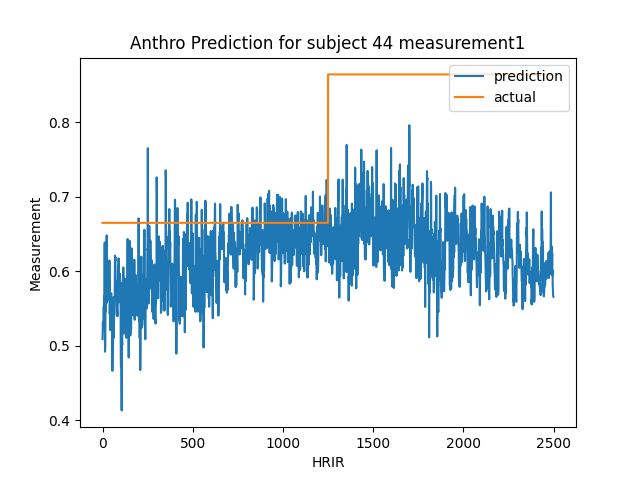 Anthro Prediction for subject 44 measurement1
prediction
actual
Measurement
0.8
0.7
0.6
0.5
0.4
0
500
1000
1500
2000
2500
HRIR